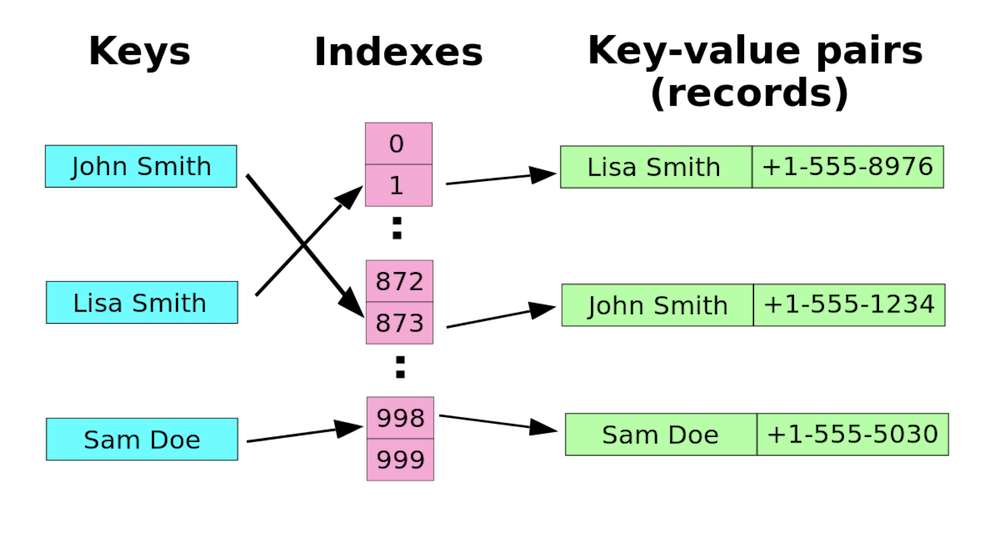 Keys
Indexes
Key-value pairs
(records)
John Smith
Lisa Smith
Sam Doe
0
1
:
872
873
:
998
999
Lisa Smith +1-555-8976
John Smith +1-555-1234
Sam Doe +1-555-5030